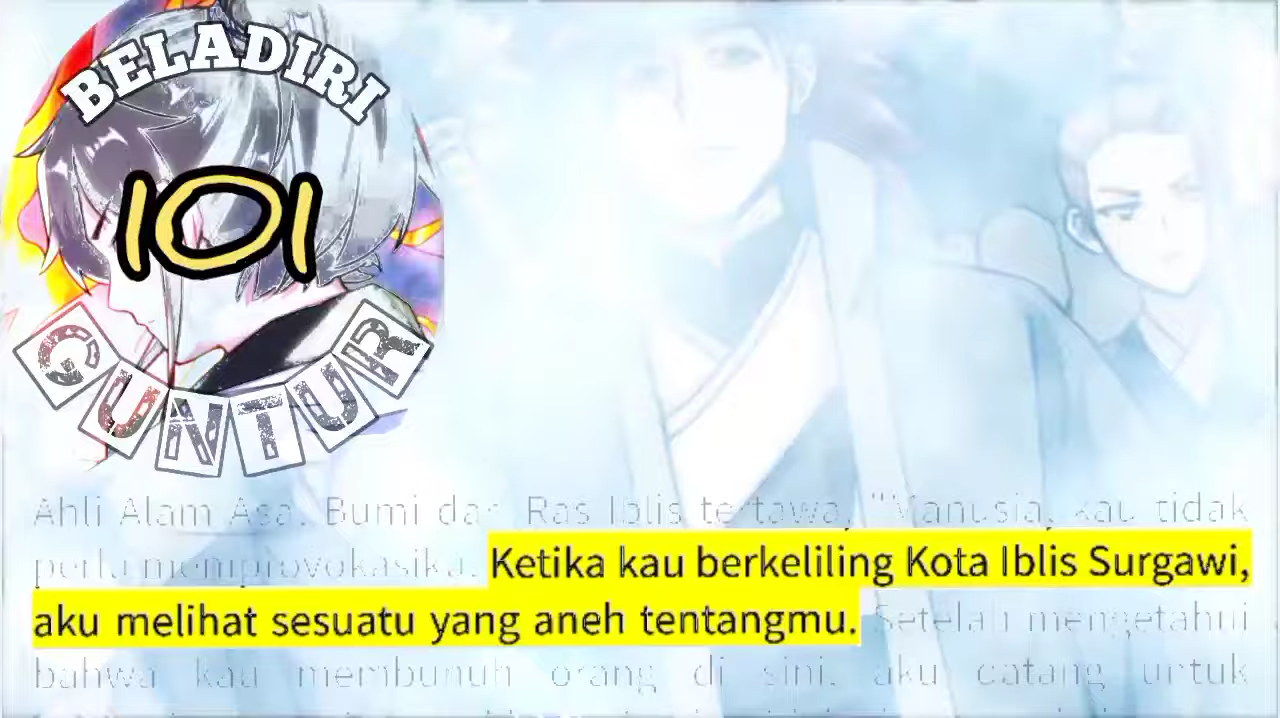 BELADIRI
101
GUNTUR
Ahli Alam Asal Bumi dari Ras Iblis tertawa, "Manusia, kau tidak
perlu memprovokasiku. Ketika kau berkeliling Kota Iblis Surgawi,
aku melihat sesuatu yang aneh tentangmu. Setelah mengetahui
bahwa kau membunuh orang di sini, aku datang untuk